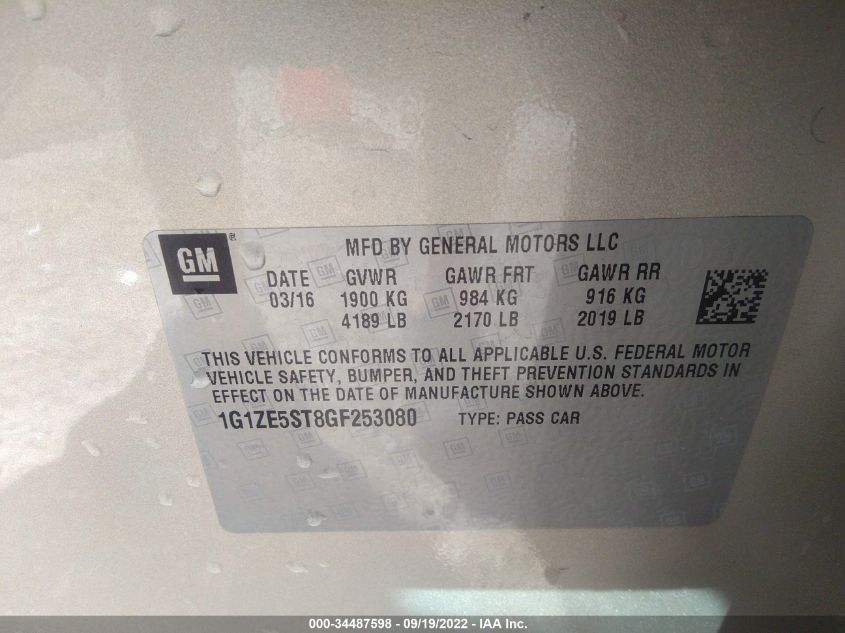 GM®
MFD BY GENERAL MOTORS LLC
DATE GVWR GAWR FRT GAWR RR
03/16 1900 KG 984 KG 916 KG
4189 LB 2170 LB 2019 LB
THIS VEHICLE CONFORMS TO ALL APPLICABLE U.S. FEDERAL MOTOR
VEHICLE SAFETY, BUMPER, AND THEFT PREVENTION STANDARDS IN
EFFECT ON THE DATE OF MANUFACTURE SHOWN ABOVE.
1G1ZE5ST8GF253080 TYPE: PASS CAR
000-34487598 - 09/19/2022 - IAA Inc.